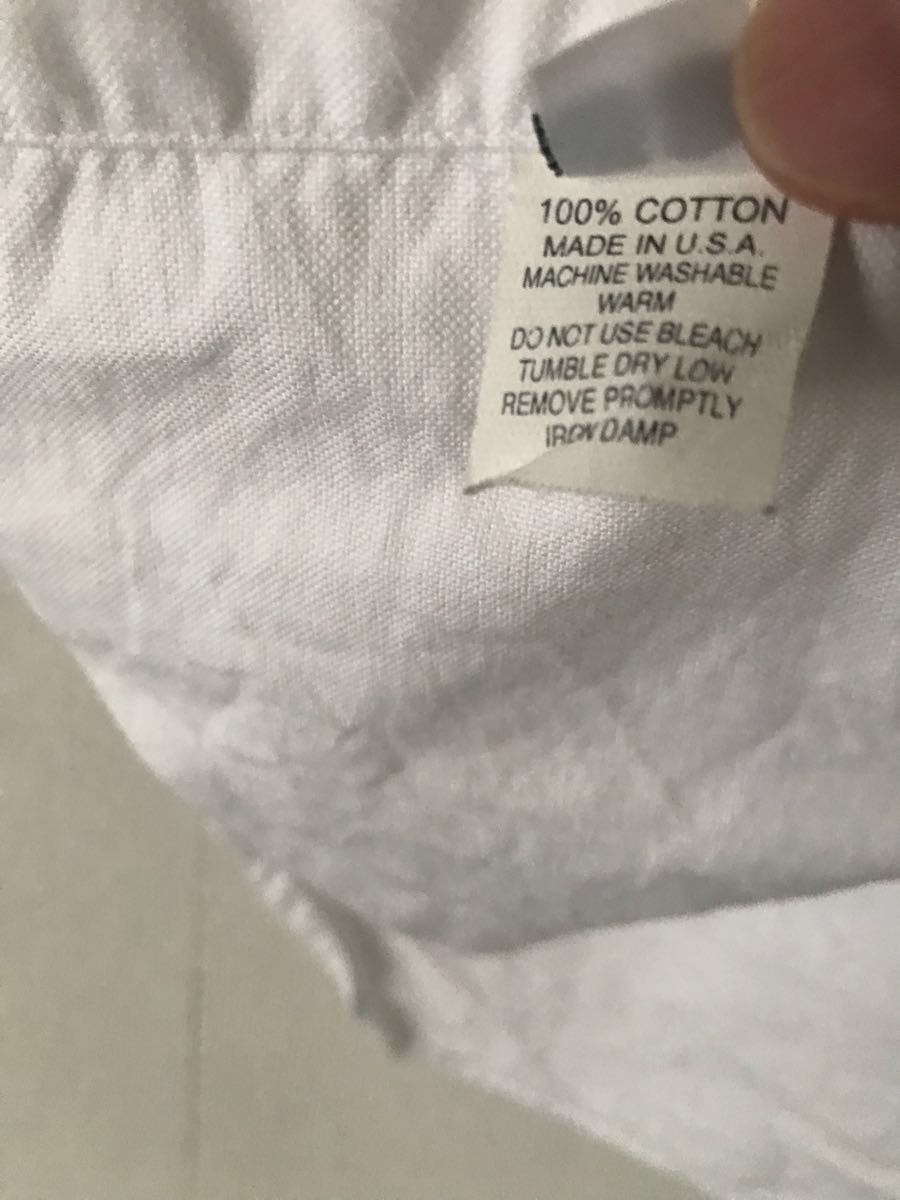 100% COTTON
MADE IN U.S.A.
MACHINE WASHABLE
WARM
DO NOT USE BLEACH
TUMBLE DRY LOW
REMOVE PROMPTLY
IRON DAMP